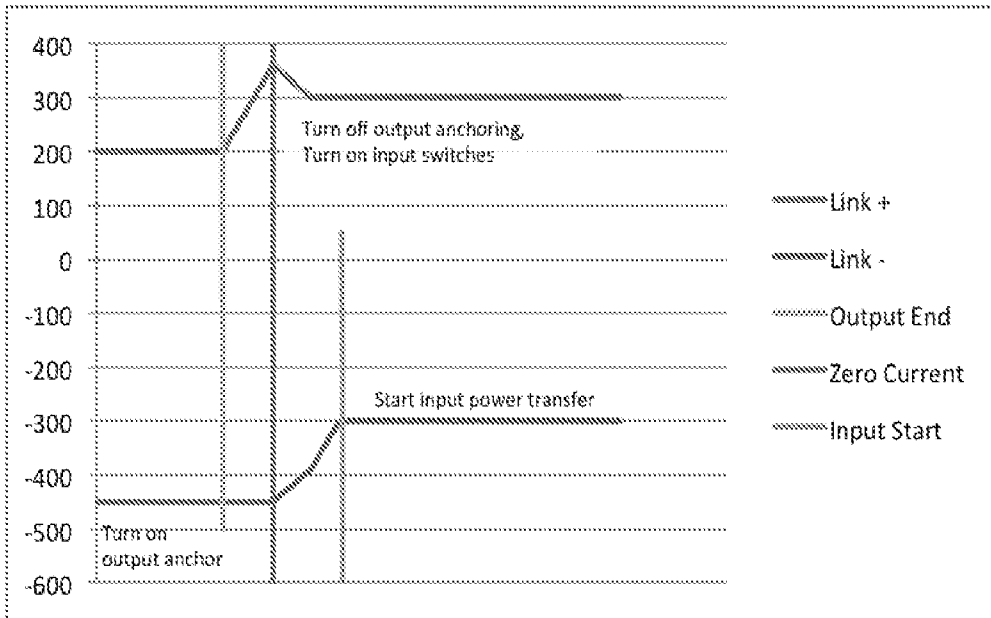 400
300
200
100
0
-100
-200
-300
-400
-500
-600
Turn off output anchoring,
Turn on input switches
Start input power transfer
Turn on
output anchor
Link +
Link -
Output End
Zero Current
Input Start